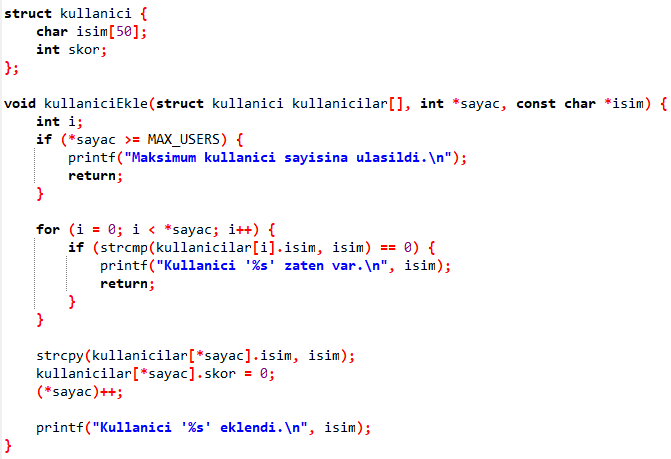 struct kullanici {
    char isim[50];
    int skor;
};

void kullaniciEkle(struct kullanici kullanicilar[], int *sayac, const char *isim) {
    int i;
    if (*sayac >= MAX_USERS) {
        printf("Maksimum kullanici sayisina ulasildi.\n");
        return;
    }

    for (i = 0; i < *sayac; i++) {
        if (strcmp(kullanicilar[i].isim, isim) == 0) {
            printf("Kullanici '%s' zaten var.\n", isim);
            return;
        }
    }

    strcpy(kullanicilar[*sayac].isim, isim);
    kullanicilar[*sayac].skor = 0;
    (*sayac)++;

    printf("Kullanici '%s' eklendi.\n", isim);
}